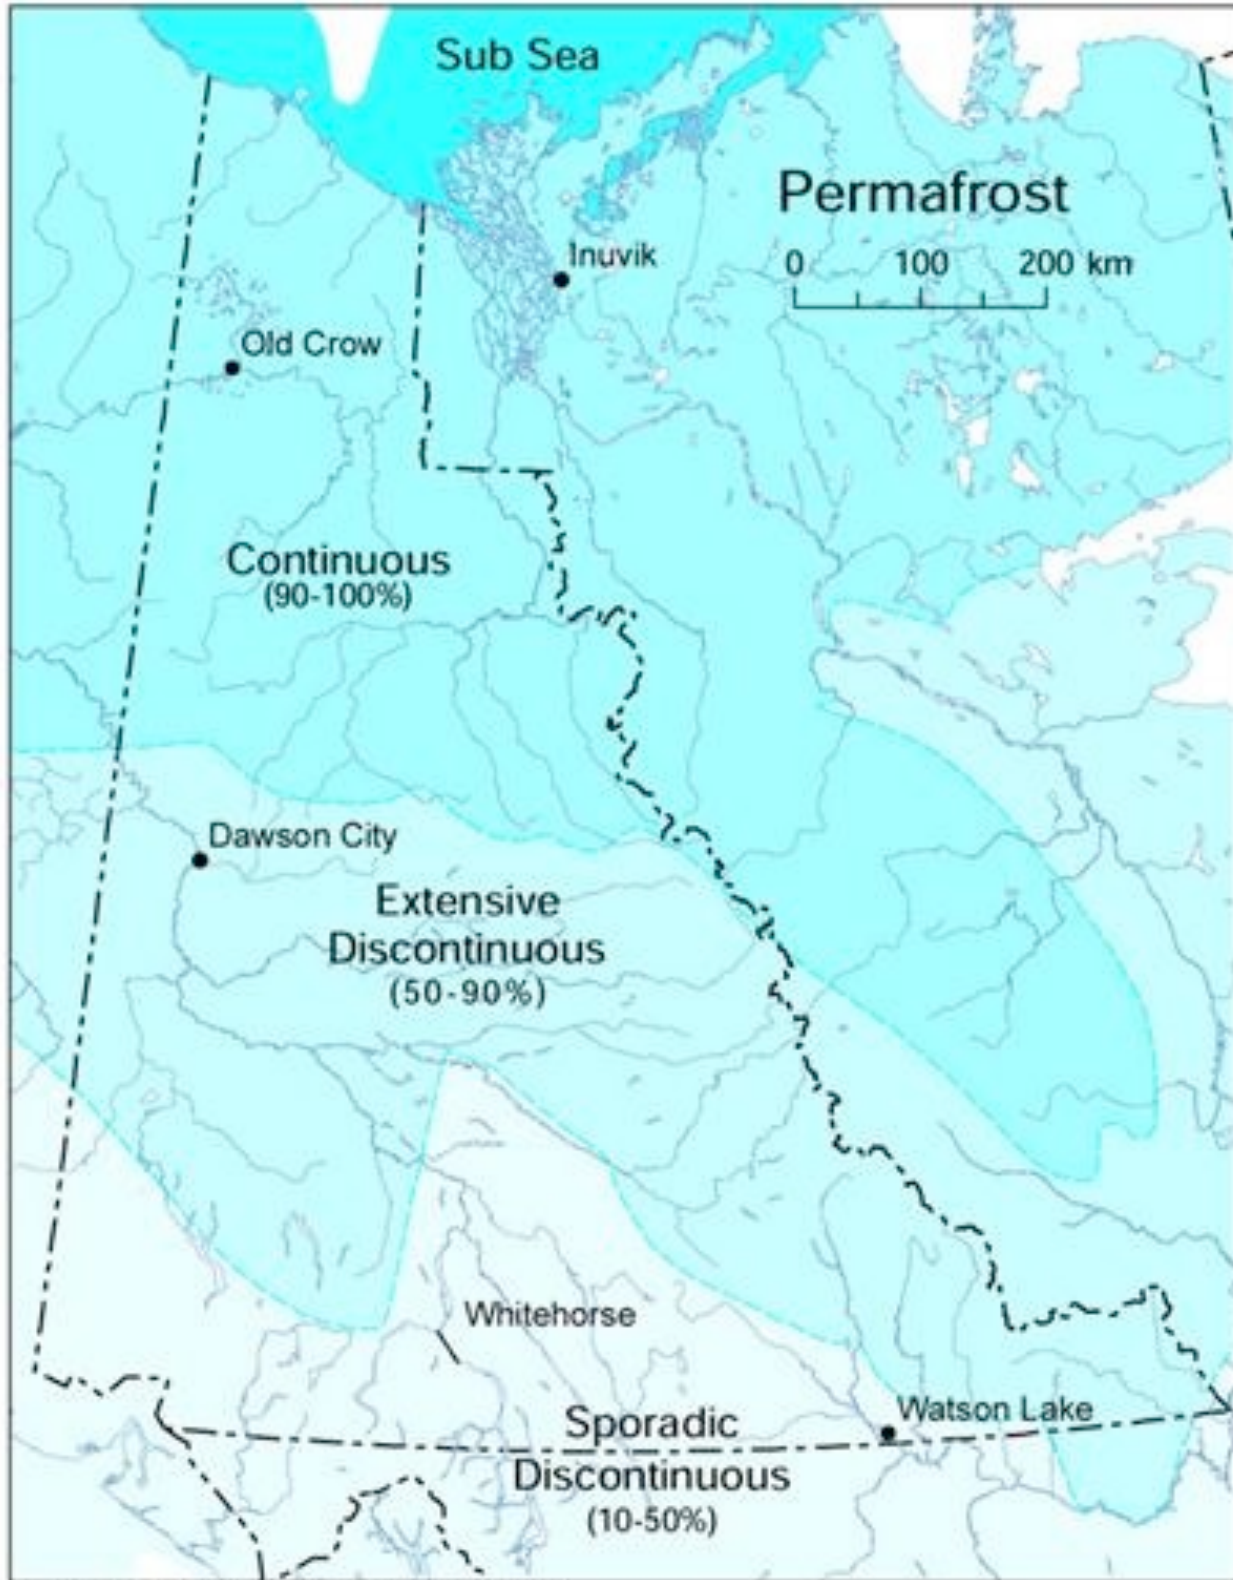 Sub Sea
Permafrost
0 100 200 km
Inuvik
Old Crow
Continuous
(90-100%)
Dawson City
Extensive
Discontinuous
(50-90%)
Whitehorse
Watson Lake
Sporadic
Discontinuous
(10-50%)